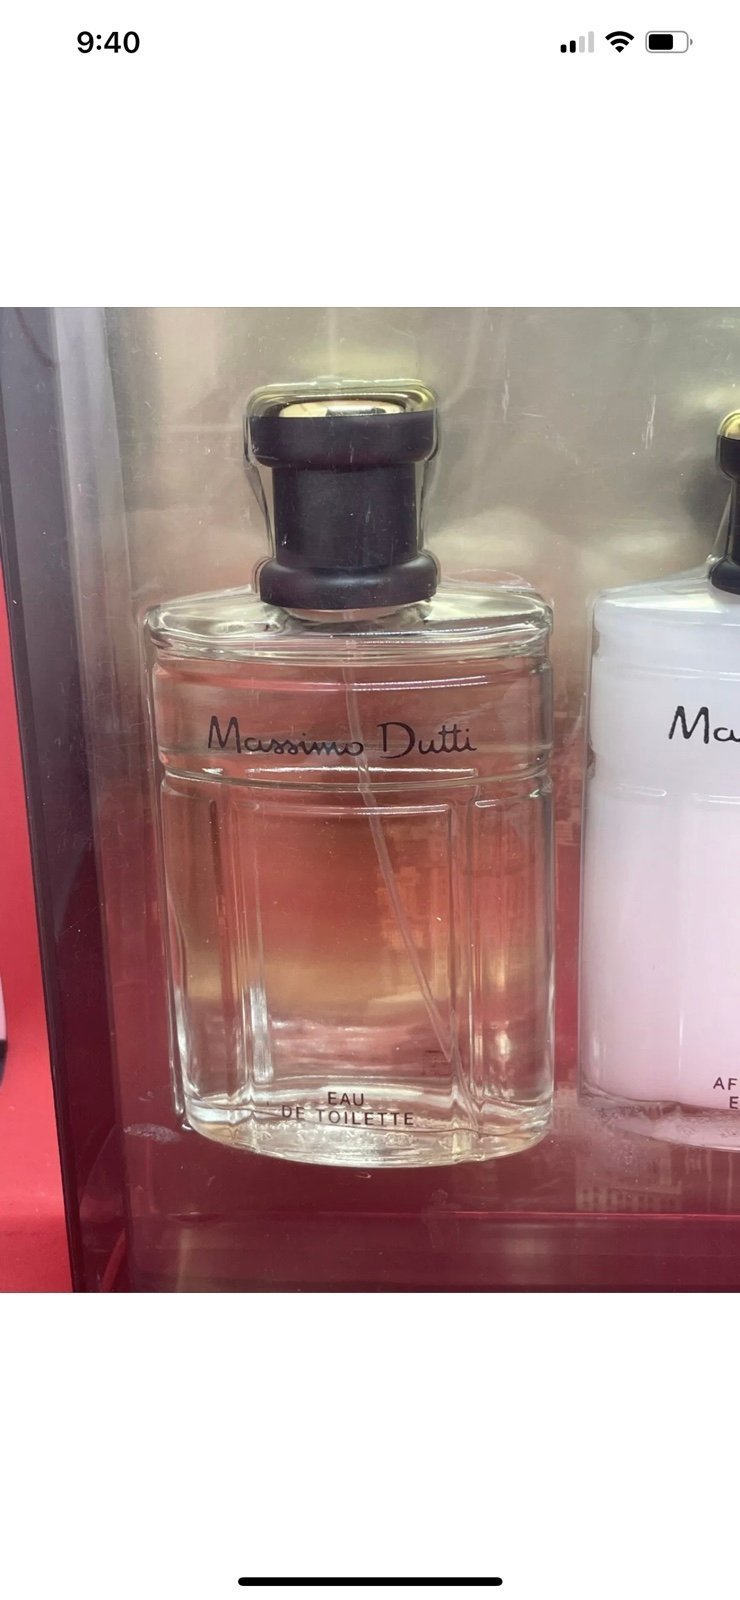 9:40
Massimo Dutti
Ma
EAU
DE TOILETTE
AF
E